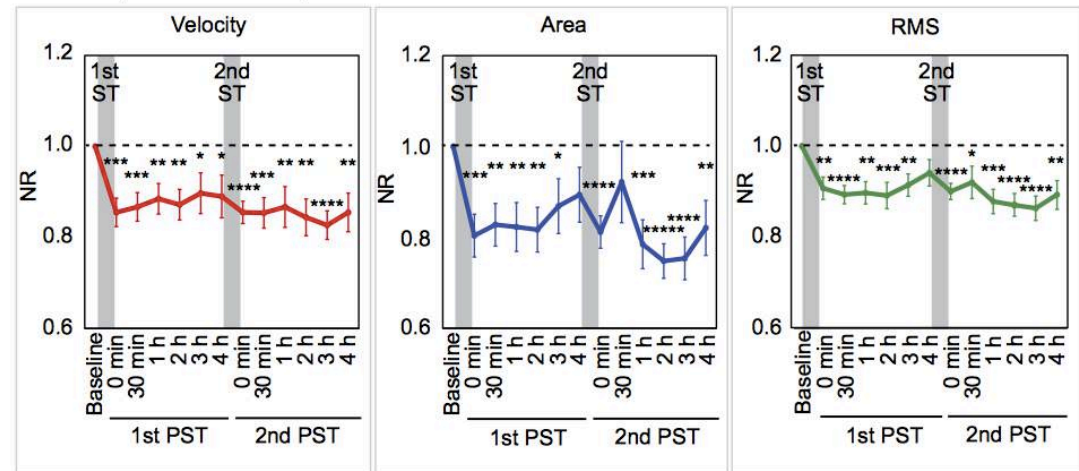 Velocity
1.2
1st ST
2nd ST
1.0
NR
*** *** ** ** * * **** *** ** ** **** **
0.8
0.6
Baseline
0 min
30 min
1 h
2 h
3 h
4 h
0 min
30 min
1 h
2 h
3 h
4 h
1st PST
2nd PST
Area
1.2
1st ST
2nd ST
1.0
NR
*** ** ** ** * **** *** ***** **** **
0.8
0.6
Baseline
0 min
30 min
1 h
2 h
3 h
4 h
0 min
30 min
1 h
2 h
3 h
4 h
1st PST
2nd PST
RMS
1.2
1st ST
2nd ST
1.0
NR
** **** ** *** ** **** * *** **** **** **
0.8
0.6
Baseline
0 min
30 min
1 h
2 h
3 h
4 h
0 min
30 min
1 h
2 h
3 h
4 h
1st PST
2nd PST